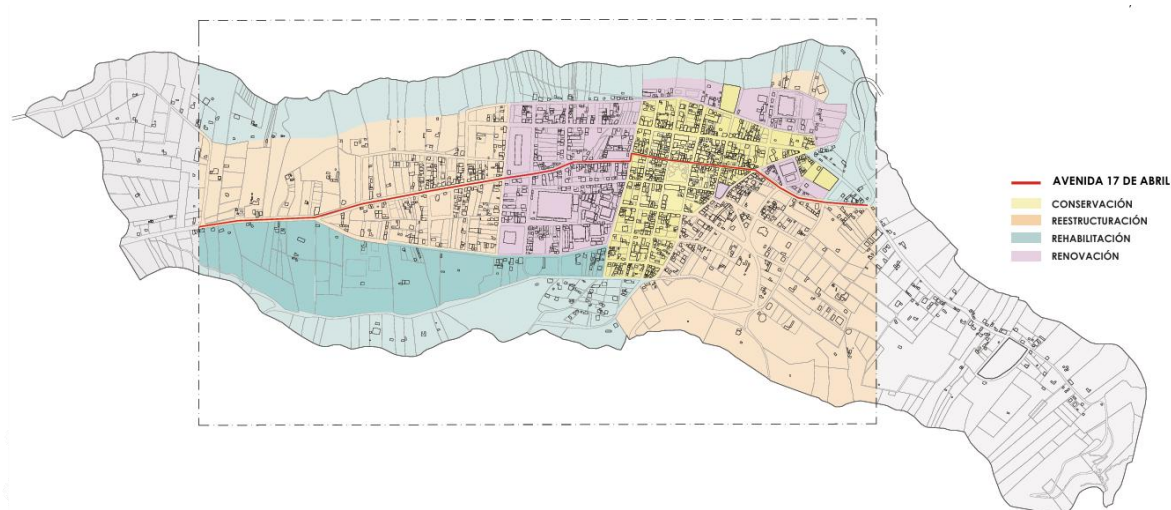 AVENIDA 17 DE ABRIL
CONSERVACIÓN
REESTRUCTURACIÓN
REHABILITACIÓN
RENOVACIÓN